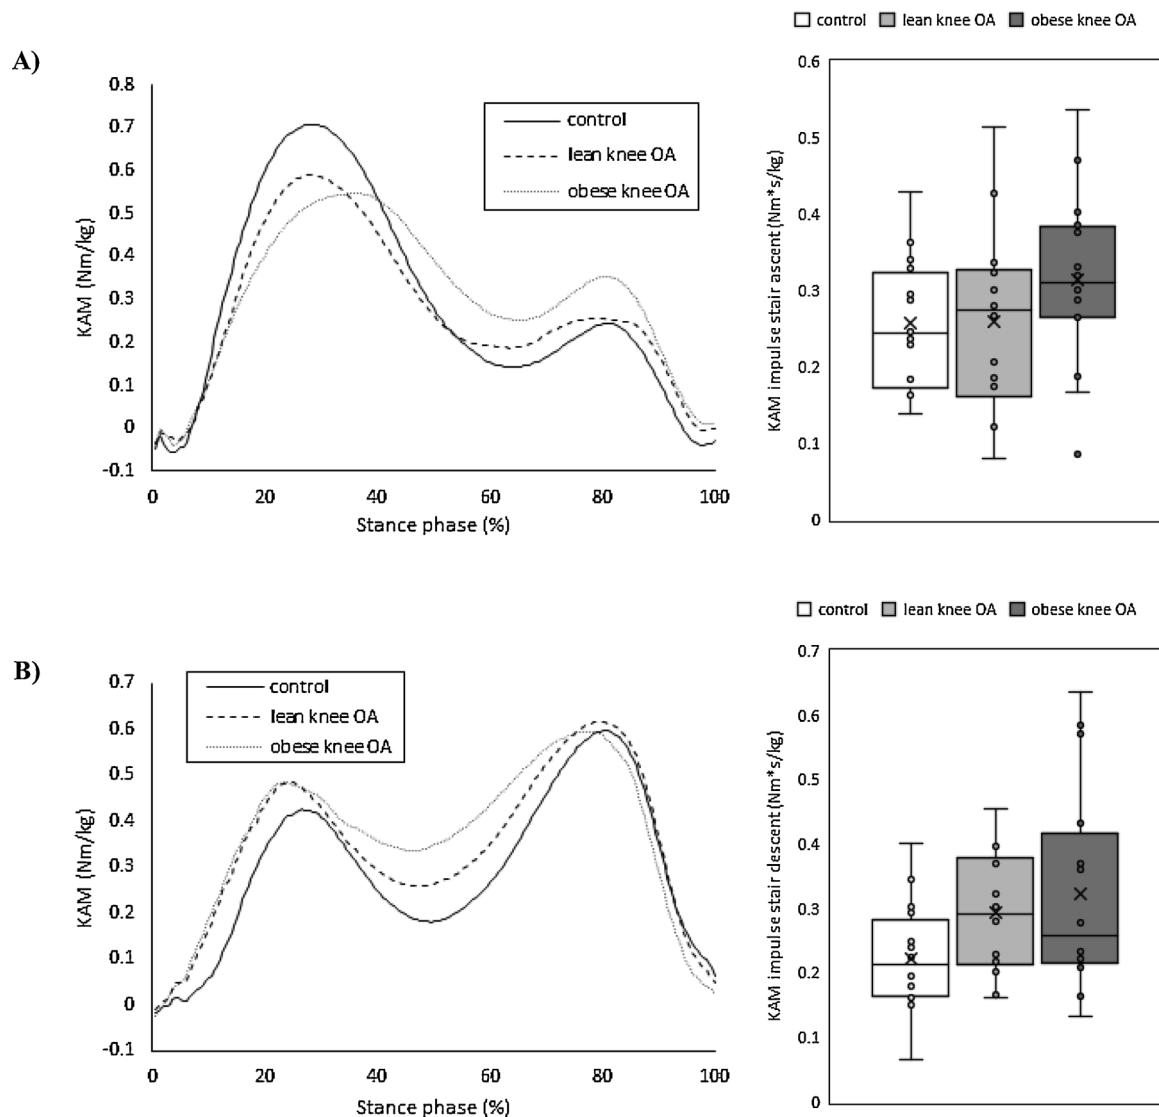 control lean knee OA obese knee OA
A)
0.8
0.7
0.6
0.5
0.4
0.3
0.2
0.1
0
-0.1
KAM (Nm/kg)
control
lean knee OA
obese knee OA
0 20 40 60 80 100
Stance phase (%)
0.6
0.5
0.4
0.3
0.2
0.1
0
KAM impulse stair ascent (Nm*s/kg)
control lean knee OA obese knee OA
B)
0.7
0.6
0.5
0.4
0.3
0.2
0.1
0
-0.1
KAM (Nm/kg)
control
lean knee OA
obese knee OA
0 20 40 60 80 100
Stance phase (%)
0.7
0.6
0.5
0.4
0.3
0.2
0.1
0
KAM impulse stair descent (Nm*s/kg)